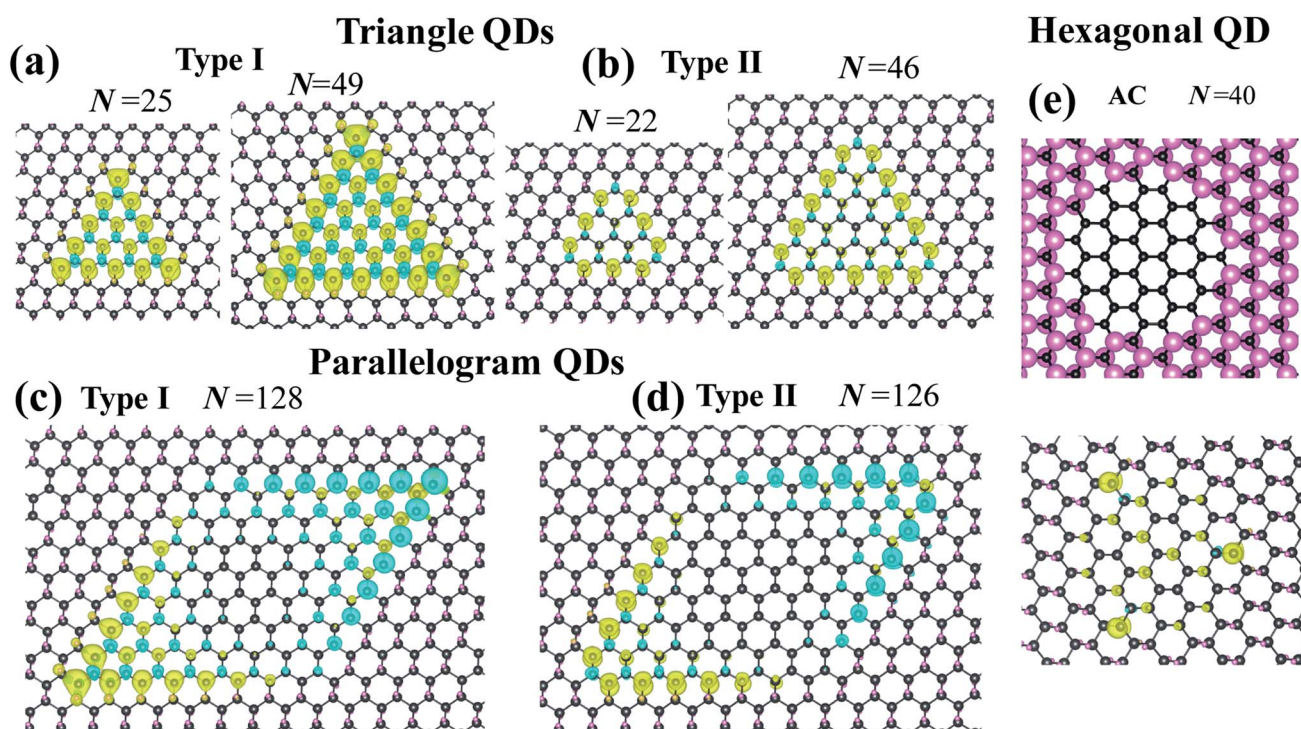 Triangle QDs
Hexagonal QD
(a) Type I
(b) Type II
N =25
N=49
N =22
N =46
(e) AC N =40
Parallelogram QDs
(c) Type I N =128
(d) Type II N =126